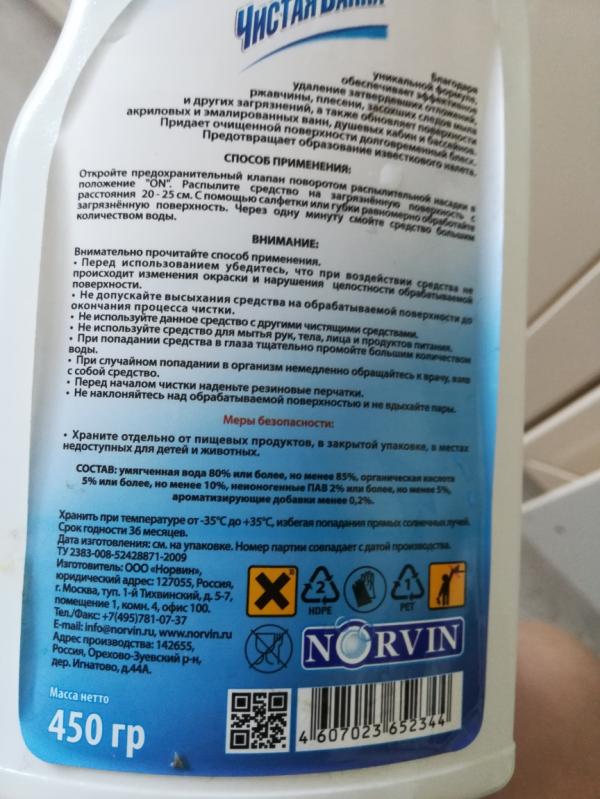 ЧИСТАЯ ВАННА
Благодаря
уникальной формуле,
обеспечивает эффективное
удаление затвердевших отложений,
ржавчины, плесени, засохших следов мыла
и других загрязнений, а также обновляет поверхности
акриловых и эмалированных ванн, душевых кабин и бассейнов.
Придает очищенной поверхности долговременный блеск.
Предотвращает образование известкового налета.
СПОСОБ ПРИМЕНЕНИЯ:
Откройте предохранительный клапан поворотом распылительной насадки в
положение "ON". Распылите средство на загрязнённую поверхность с
расстояния 20 - 25 см. С помощью салфетки или губки равномерно обработайте
загрязнённую поверхность. Через одну минуту смойте средство большим
количеством воды.
ВНИМАНИЕ:
Внимательно прочитайте способ применения.
• Перед использованием убедитесь, что при воздействии средства не
происходит изменения окраски и нарушения целостности обрабатываемой
поверхности.
• Не допускайте высыхания средства на обрабатываемой поверхности до
окончания процесса чистки.
• Не используйте данное средство с другими чистящими средствами.
• Не используйте средство для мытья рук, тела, лица и продуктов питания.
• При попадании средства в глаза тщательно промойте большим количеством
воды.
• При случайном попадании в организм немедленно обращайтесь к врачу, взяв
с собой средство.
• Перед началом чистки наденьте резиновые перчатки.
• Не наклоняйтесь над обрабатываемой поверхностью и не вдыхайте пары.
Меры безопасности:
• Храните отдельно от пищевых продуктов, в закрытой упаковке, в местах
недоступных для детей и животных.
СОСТАВ: умягченная вода 80% или более, но менее 85%, органическая кислота
5% или более, но менее 10%, неионогенные ПАВ 2% или более, но менее 5%,
ароматизирующие добавки менее 0,2%.
Хранить при температуре от -35°С до +35°С, избегая попадания прямых солнечных лучей.
Срок годности 36 месяцев.
Дата изготовления: см. на упаковке. Номер партии совпадает с датой производства.
ТУ 2383-008-52428871-2009
Изготовитель: ООО «Норвин»,
юридический адрес: 127055, Россия,
г. Москва, туп. 1-й Тихвинский, д. 5-7,
помещение 1, комн. 4, офис 100.
Тел./Факс: +7(495)781-07-37
E-mail: info@norvin.ru, www.norvin.ru
Адрес производства: 142655,
Россия, Орехово-Зуевский р-н,
дер. Игнатово, д.44А.
2
HDPE
1
PET
NORVIN
Масса нетто
450 гр
4 607023 652344